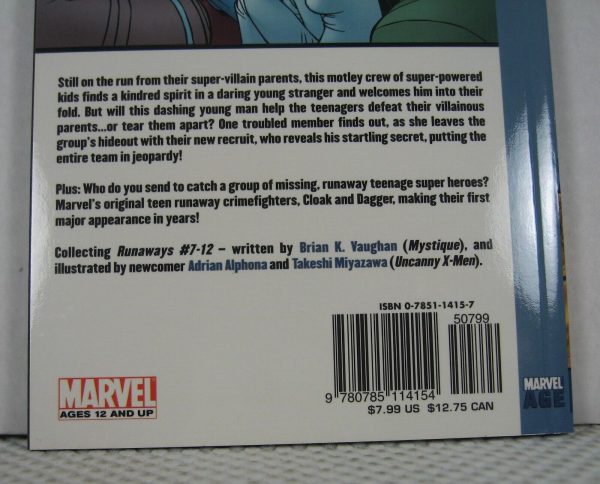 Still on the run from their super-villain parents, this motley crew of super-powered
kids finds a kindred spirit in a daring young stranger and welcomes him into their
fold. But will this dashing young man help the teenagers defeat their villainous
parents...or tear them apart? One troubled member finds out, as she leaves the
group's hideout with their new recruit, who reveals his startling secret, putting the
entire team in jeopardy!
Plus: Who do you send to catch a group of missing, runaway teenage super heroes?
Marvel's original teen runaway crimefighters, Cloak and Dagger, making their first
major appearance in years!
Collecting Runaways #7-12 – written by Brian K. Vaughan (Mystique), and
illustrated by newcomer Adrian Alphona and Takeshi Miyazawa (Uncanny X-Men).
ISBN 0-7851-1415-7
50799
9 780785 114154
$7.99 US $12.75 CAN
MARVEL
AGES 12 AND UP
MARVEL
AGE